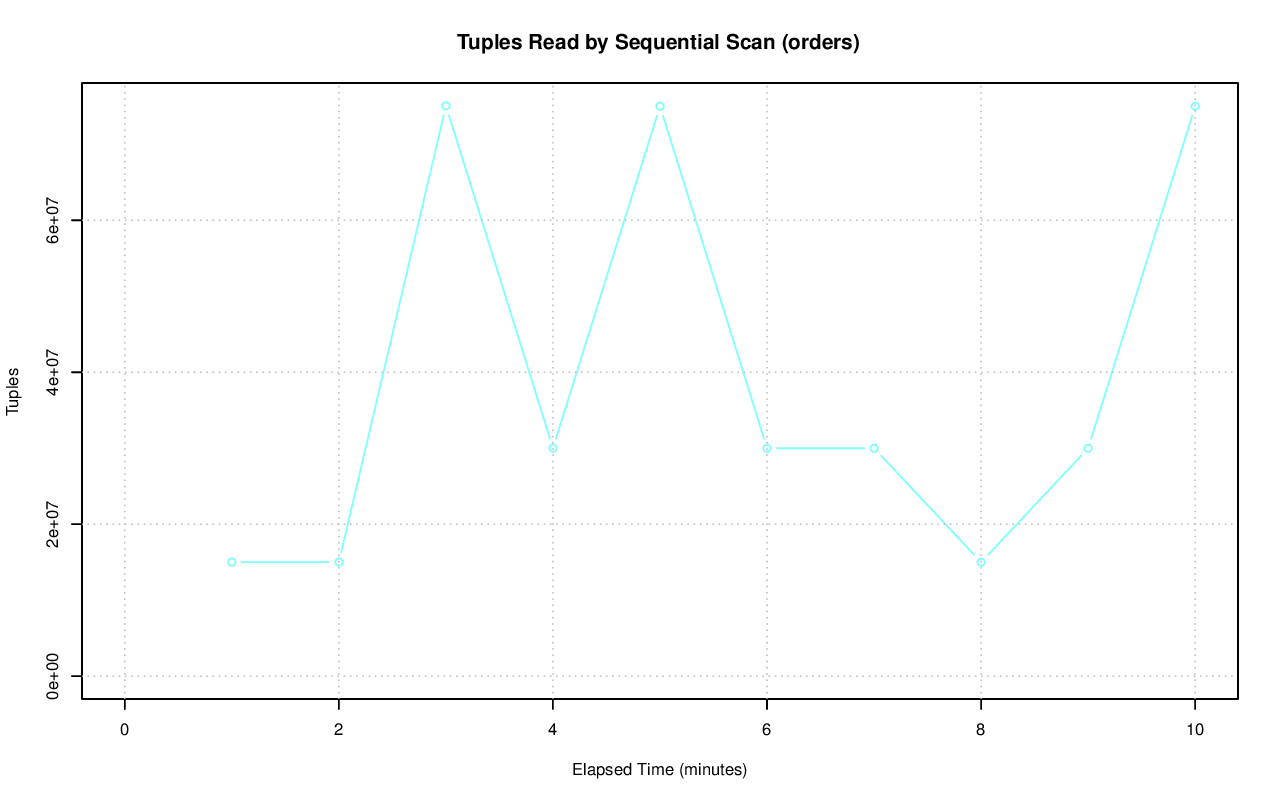 Tuples Read by Sequential Scan (orders)
Tuples
6e+07
4e+07
2e+07
0e+00
0 2 4 6 8 10
Elapsed Time (minutes)